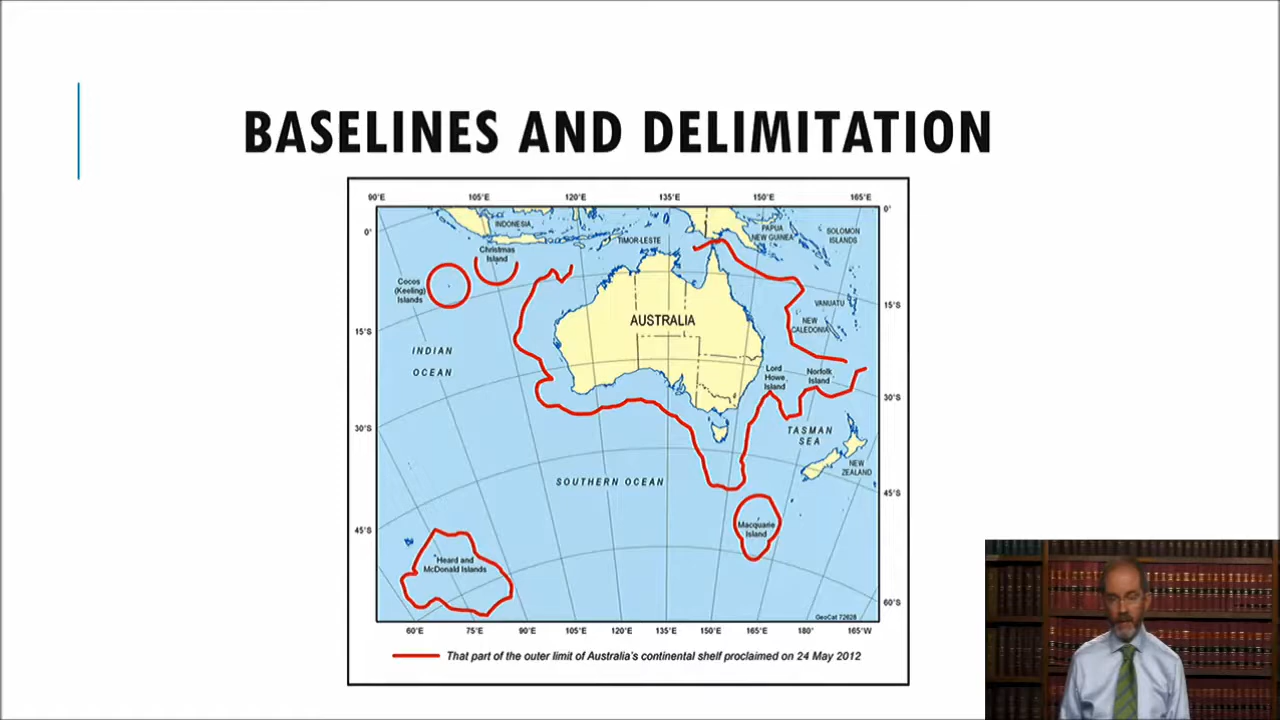 BASELINES AND DELIMITATION
90°E 105°E 120°E 135°E 150°E 165°E
0°
0°
INDONESIA
PAPUA
NEW GUINEA
SOLOMON
ISLANDS
TIMOR-LESTE
Christmas
Island
Cocos
(Keeling)
Islands
15°S
VANUATU
AUSTRALIA
NEW
CALEDONIA
15°S
INDIAN
OCEAN
Lord
Howe
Island
Norfolk
Island
30°S
30°S
TASMAN
SEA
NEW
ZEALAND
SOUTHERN OCEAN
45°S
45°S
Macquarie
Island
Heard and
McDonald Islands
60°S
GeoCat 72628
60°E 75°E 90°E 105°E 120°E 135°E 150°E 165°E 180° 165°W
That part of the outer limit of Australia's continental shelf proclaimed on 24 May 2012